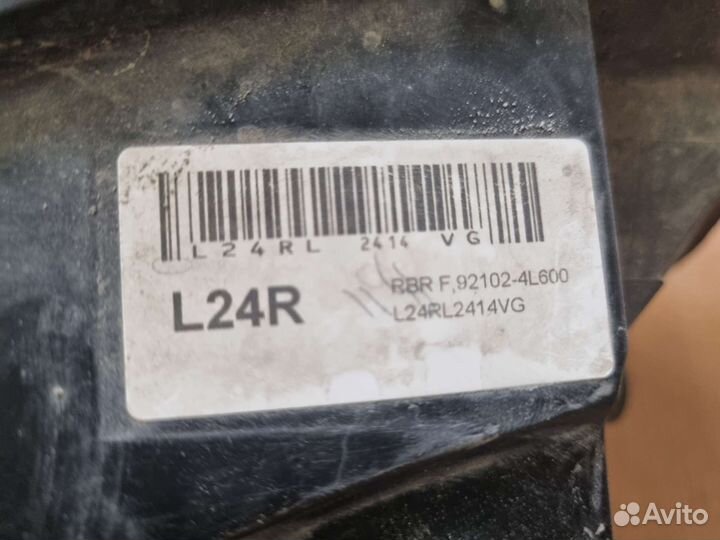 L24RL 2414 VG
L24R
RBR F,92102-4L600
L24RL2414VG
Avito